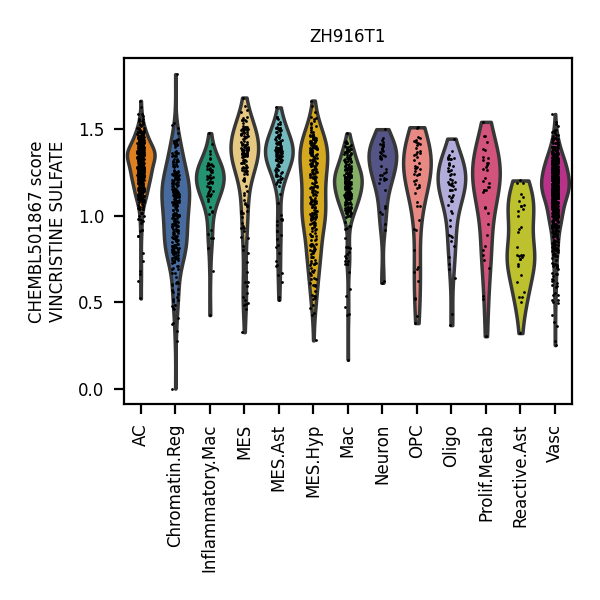 ZH916T1
CHEMBL501867 score
VINCRISTINE SULFATE
1.5
1.0
0.5
0.0
AC
Chromatin.Reg
Inflammatory.Mac
MES
MES.Ast
MES.Hyp
Mac
Neuron
OPC
Oligo
Prolif.Metab
Reactive.Ast
Vasc